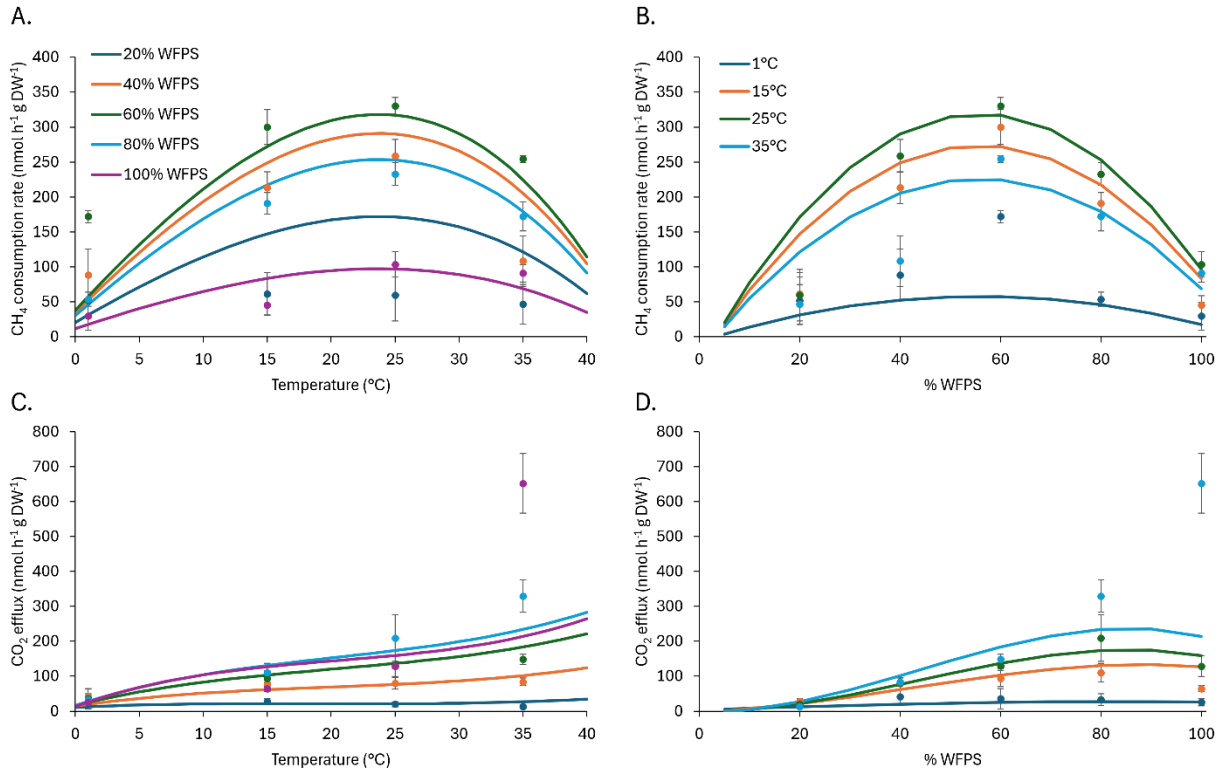 A.
CH₄ consumption rate (nmol h⁻¹ g DW⁻¹)
400
350
300
250
200
150
100
50
0
20% WFPS
40% WFPS
60% WFPS
80% WFPS
100% WFPS
0 5 10 15 20 25 30 35 40
Temperature (°C)
B.
CH₄ consumption rate (nmol h⁻¹ g DW⁻¹)
400
350
300
250
200
150
100
50
0
1°C
15°C
25°C
35°C
0 20 40 60 80 100
% WFPS
C.
CO₂ efflux (nmol h⁻¹ g DW⁻¹)
800
700
600
500
400
300
200
100
0
0 5 10 15 20 25 30 35 40
Temperature (°C)
D.
CO₂ efflux (nmol h⁻¹ g DW⁻¹)
800
700
600
500
400
300
200
100
0
0 20 40 60 80 100
% WFPS